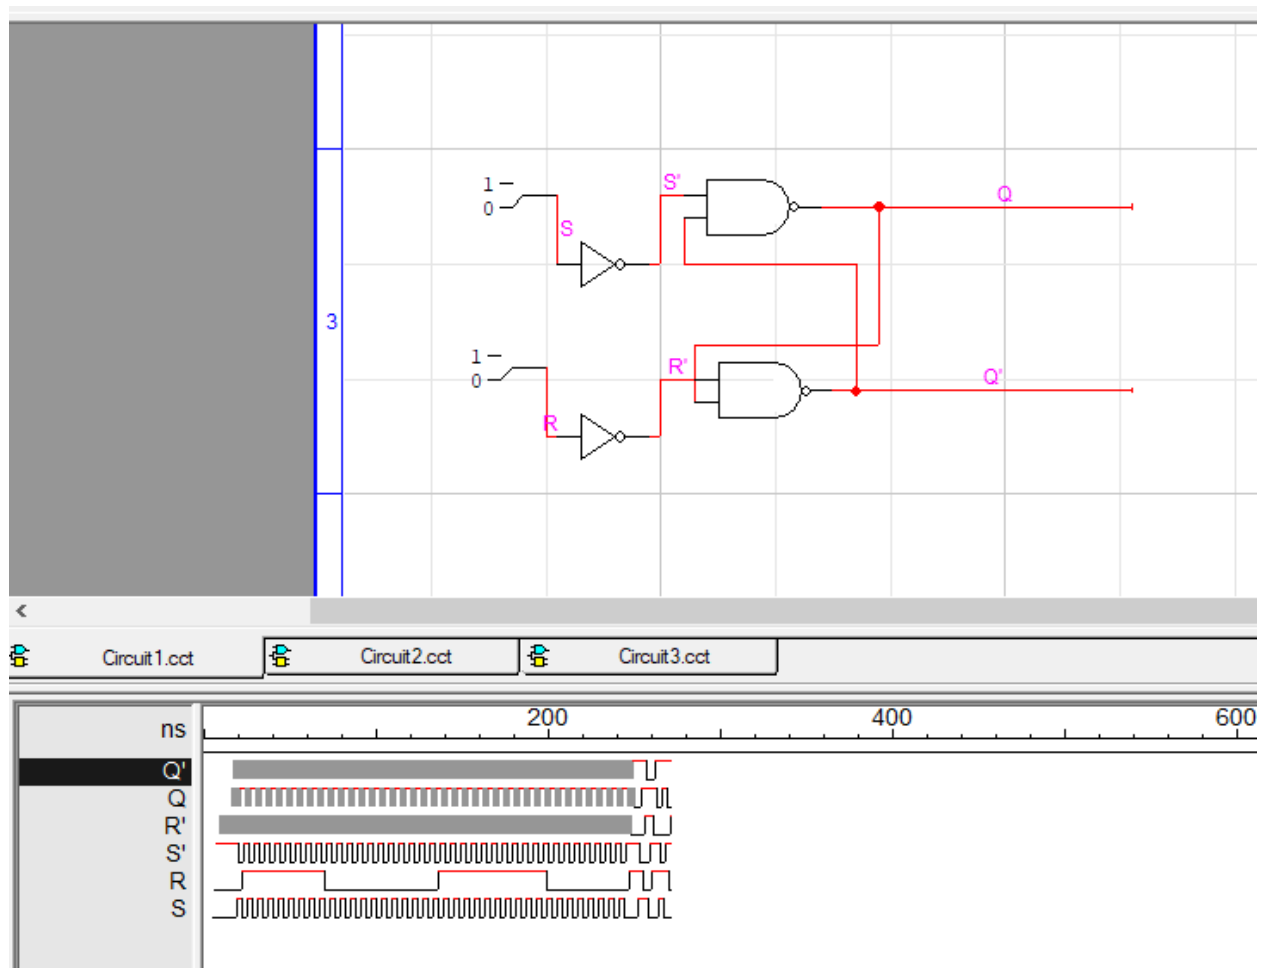 1
0
S
S'
Q
3
1
0
R
R'
Q'
<
Circuit1.cct Circuit2.cct Circuit3.cct
ns 200 400 600
Q'
Q
R'
S'
R
S